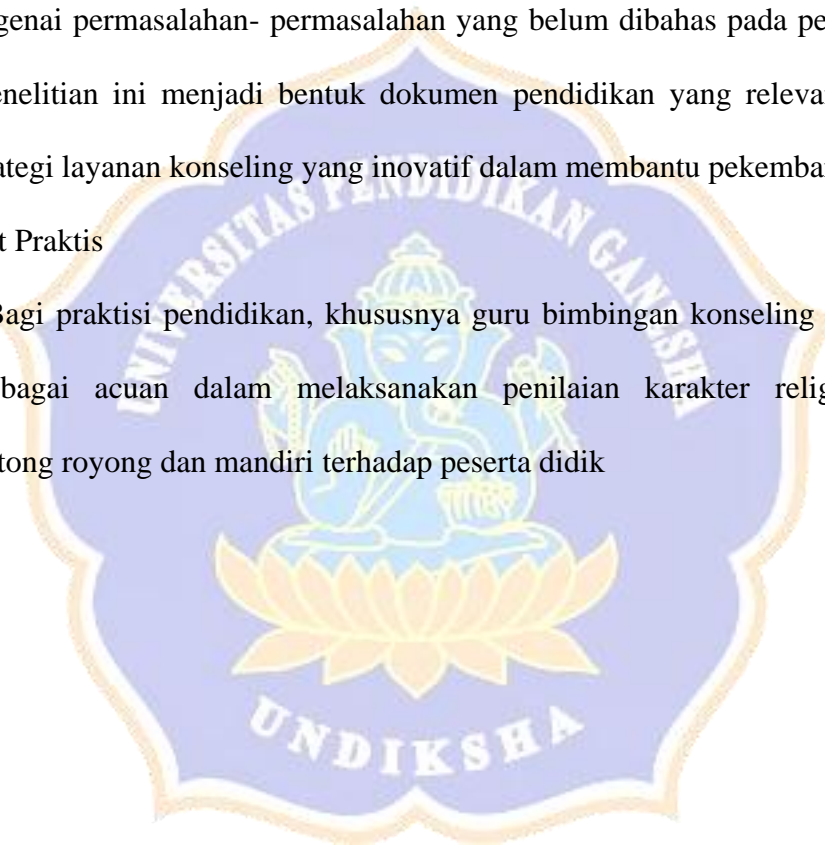 genai permasalahan- permasalahan yang belum dibahas pada pe
enelitian ini menjadi bentuk dokumen pendidikan yang releva
ategi layanan konseling yang inovatif dalam membantu pekemba
t Praktis
Bagi praktisi pendidikan, khususnya guru bimbingan konseling
bagai acuan dalam melaksanakan penilaian karakter relig
tong royong dan mandiri terhadap peserta didik
UNIVERSITAS PENDIDIKAN GANESHA
UNDIKSHA